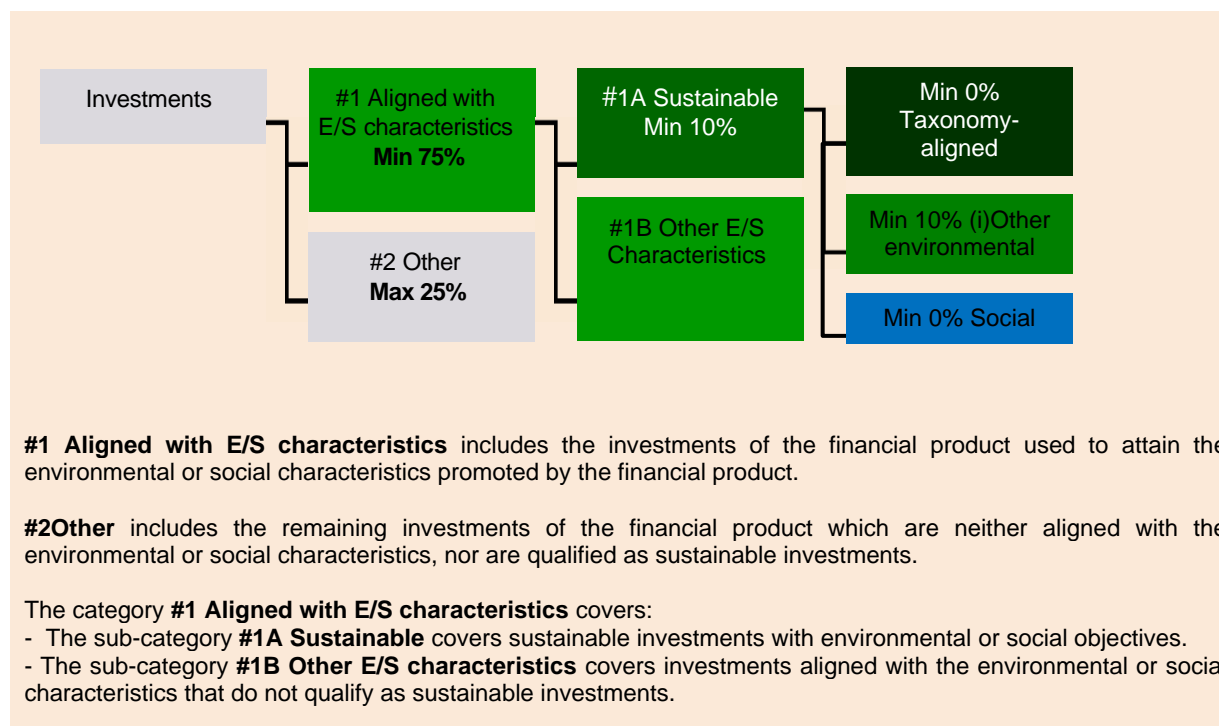 Investments
#1 Aligned with
E/S characteristics
Min 75%
#2 Other
Max 25%
#1A Sustainable
Min 10%
#1B Other E/S
Characteristics
Min 0%
Taxonomy-
aligned
Min 10% (i)Other
environmental
Min 0% Social
#1 Aligned with E/S characteristics includes the investments of the financial product used to attain the
environmental or social characteristics promoted by the financial product.
#2Other includes the remaining investments of the financial product which are neither aligned with the
environmental or social characteristics, nor are qualified as sustainable investments.
The category #1 Aligned with E/S characteristics covers:
- The sub-category #1A Sustainable covers sustainable investments with environmental or social objectives.
- The sub-category #1B Other E/S characteristics covers investments aligned with the environmental or social
characteristics that do not qualify as sustainable investments.